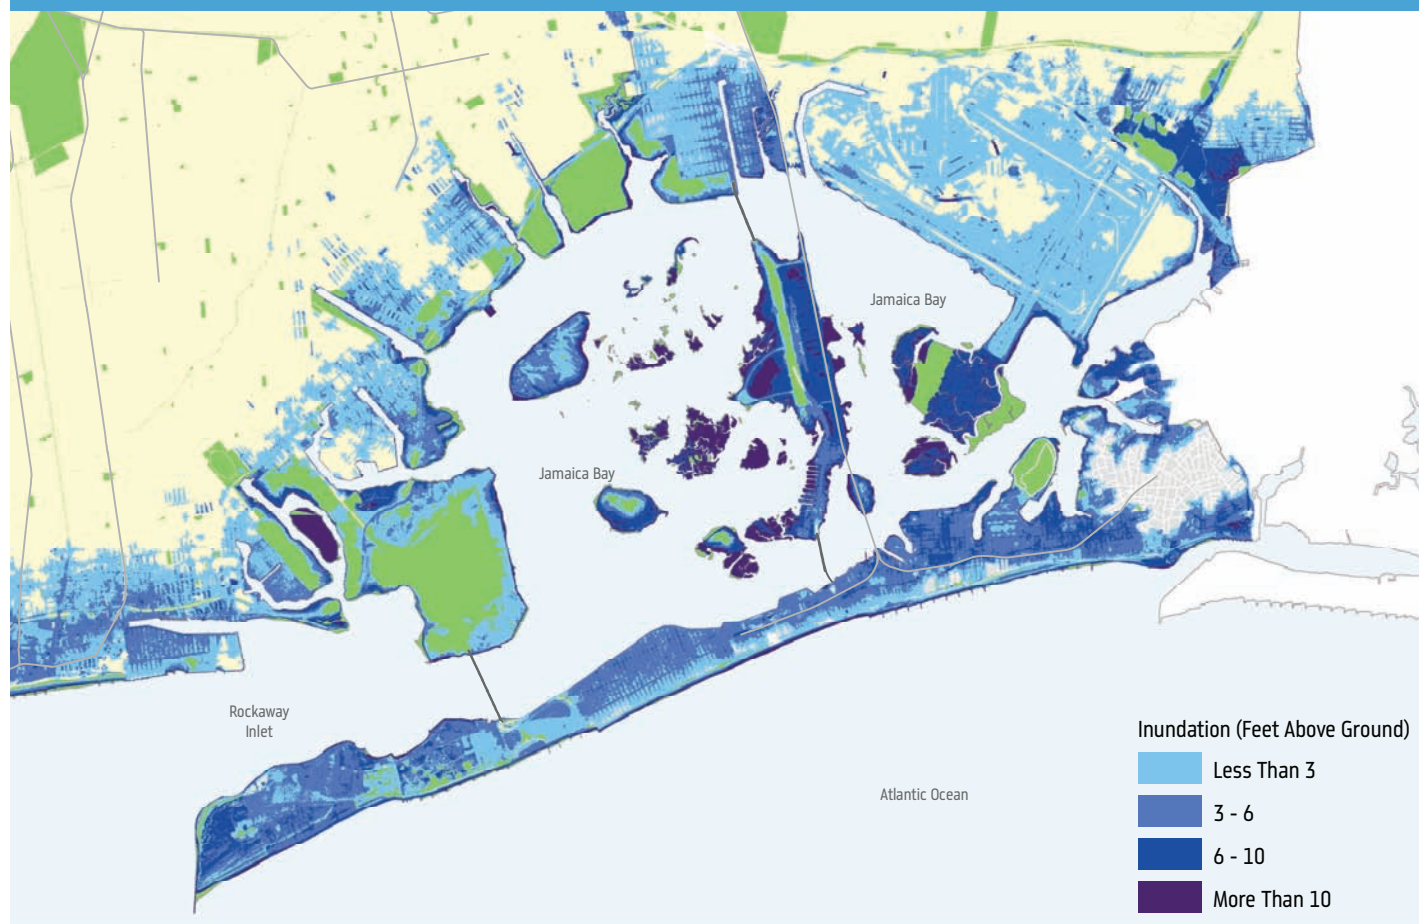 Jamaica Bay
Jamaica Bay
Rockaway
Inlet
Atlantic Ocean
Inundation (Feet Above Ground)
Less Than 3
3 - 6
6 - 10
More Than 10